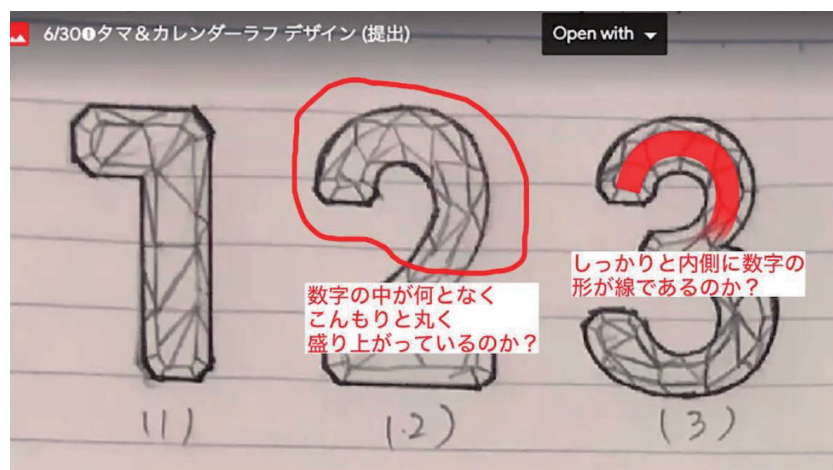 6/30❶タマ＆カレンダーラフ デザイン (提出)
Open with
1 2 3
数字の中が何となく
こんもりと丸く
盛り上がっているのか？
しっかりと内側に数字の
形が線であるのか？
(1) (2) (3)